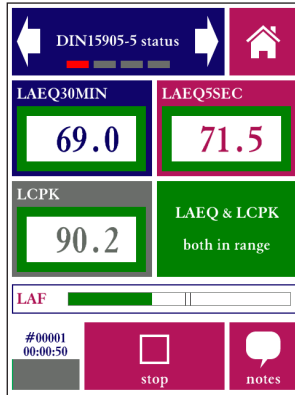 DIN15905-5 status
LAEQ30MIN
69.0
LAEQ5SEC
71.5
LCPK
90.2
LAEQ & LCPK
both in range
LAF
#00001
00:00:50
stop
notes